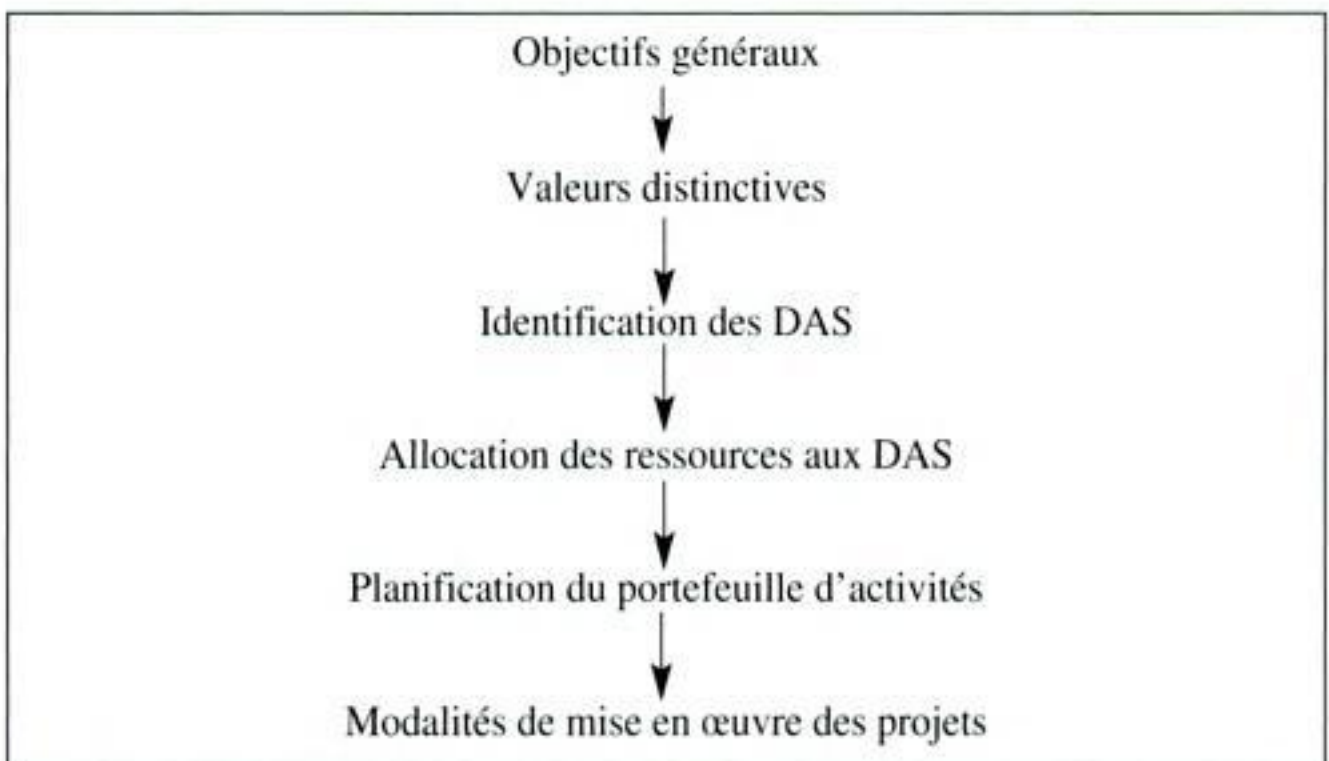 Objectifs généraux
Valeurs distinctives
Identification des DAS
Allocation des ressources aux DAS
Planification du portefeuille d'activités
Modalités de mise en œuvre des projets